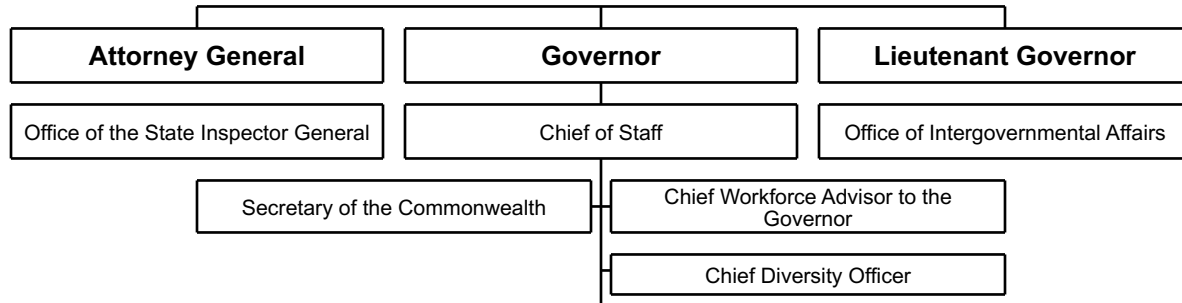 Attorney General
Governor
Lieutenant Governor
Office of the State Inspector General
Chief of Staff
Office of Intergovernmental Affairs
Secretary of the Commonwealth
Chief Workforce Advisor to the
Governor
Chief Diversity Officer